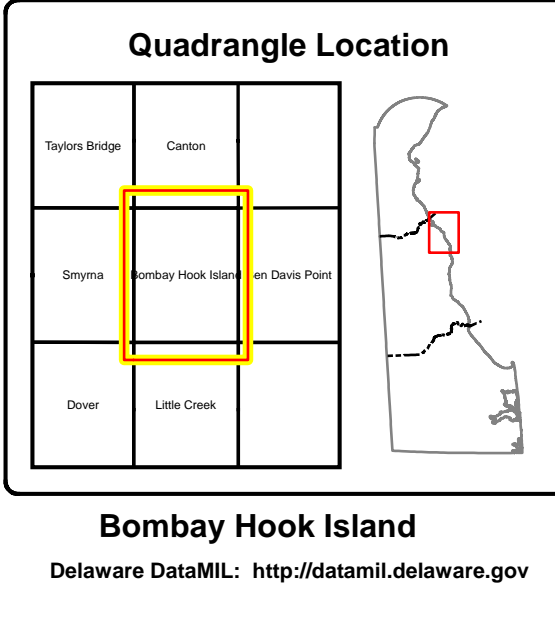 Quadrangle Location
Taylors Bridge
Canton
Smyrna
Bombay Hook Island
Ben Davis Point
Dover
Little Creek
Bombay Hook Island
Delaware DataMIL: http://datamil.delaware.gov